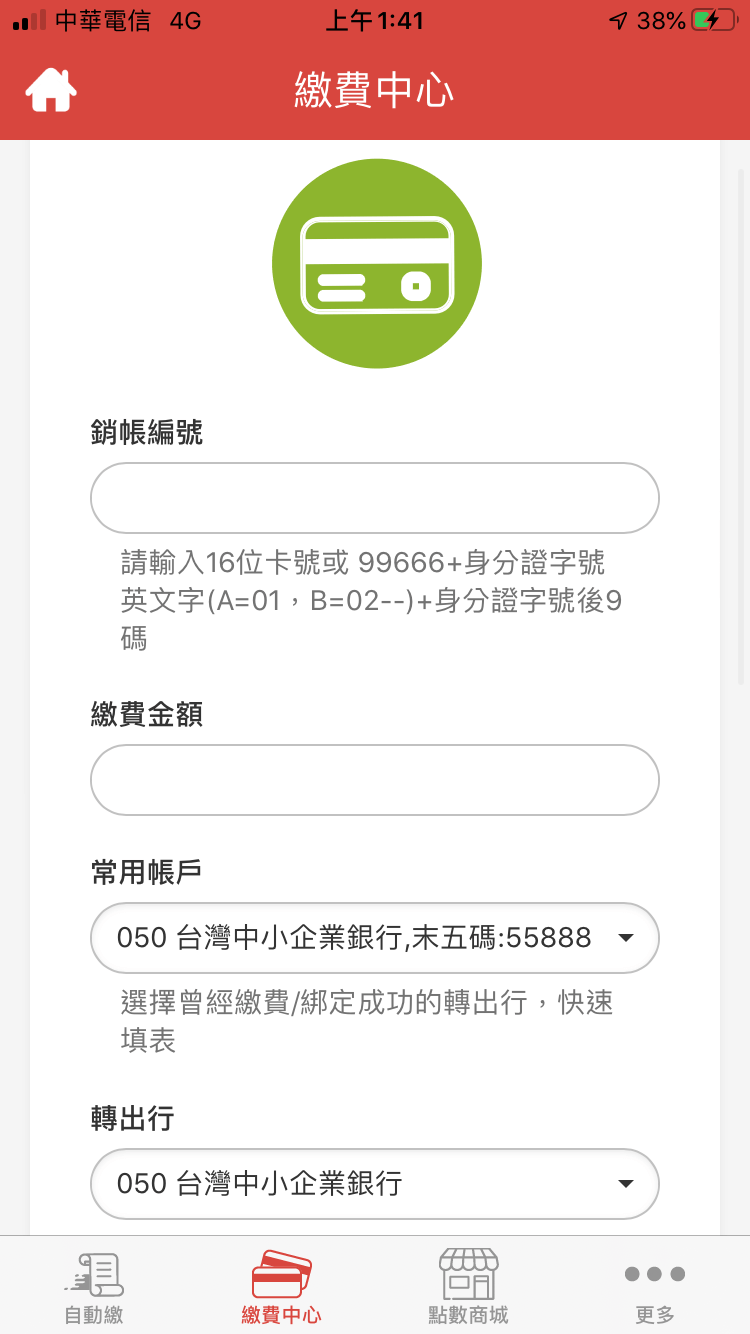 中華電信 4G 上午1:41 38%
繳費中心
銷帳編號
請輸入16位卡號或 99666+身分證字號
英文字(A=01，B=02--)+身分證字號後9
碼
繳費金額
常用帳戶
050 台灣中小企業銀行,末五碼:55888
選擇曾經繳費/綁定成功的轉出行，快速
填表
轉出行
050 台灣中小企業銀行
自動繳 繳費中心 點數商城 更多